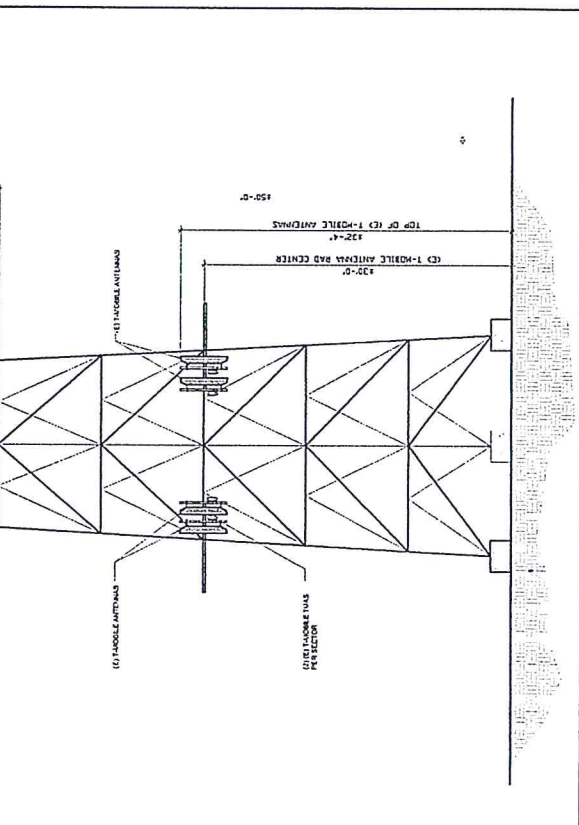 (E) T-MOBILE ANTENNAS
±50'-0"
TOP OF (E) T-MOBILE ANTENNAS
±32'-4"
(E) T-MOBILE ANTENNA RAD CENTER
±30'-0"
(E) T-MOBILE ANTENNAS
(2) (E) T-MOBILE TMAS
PER SECTOR